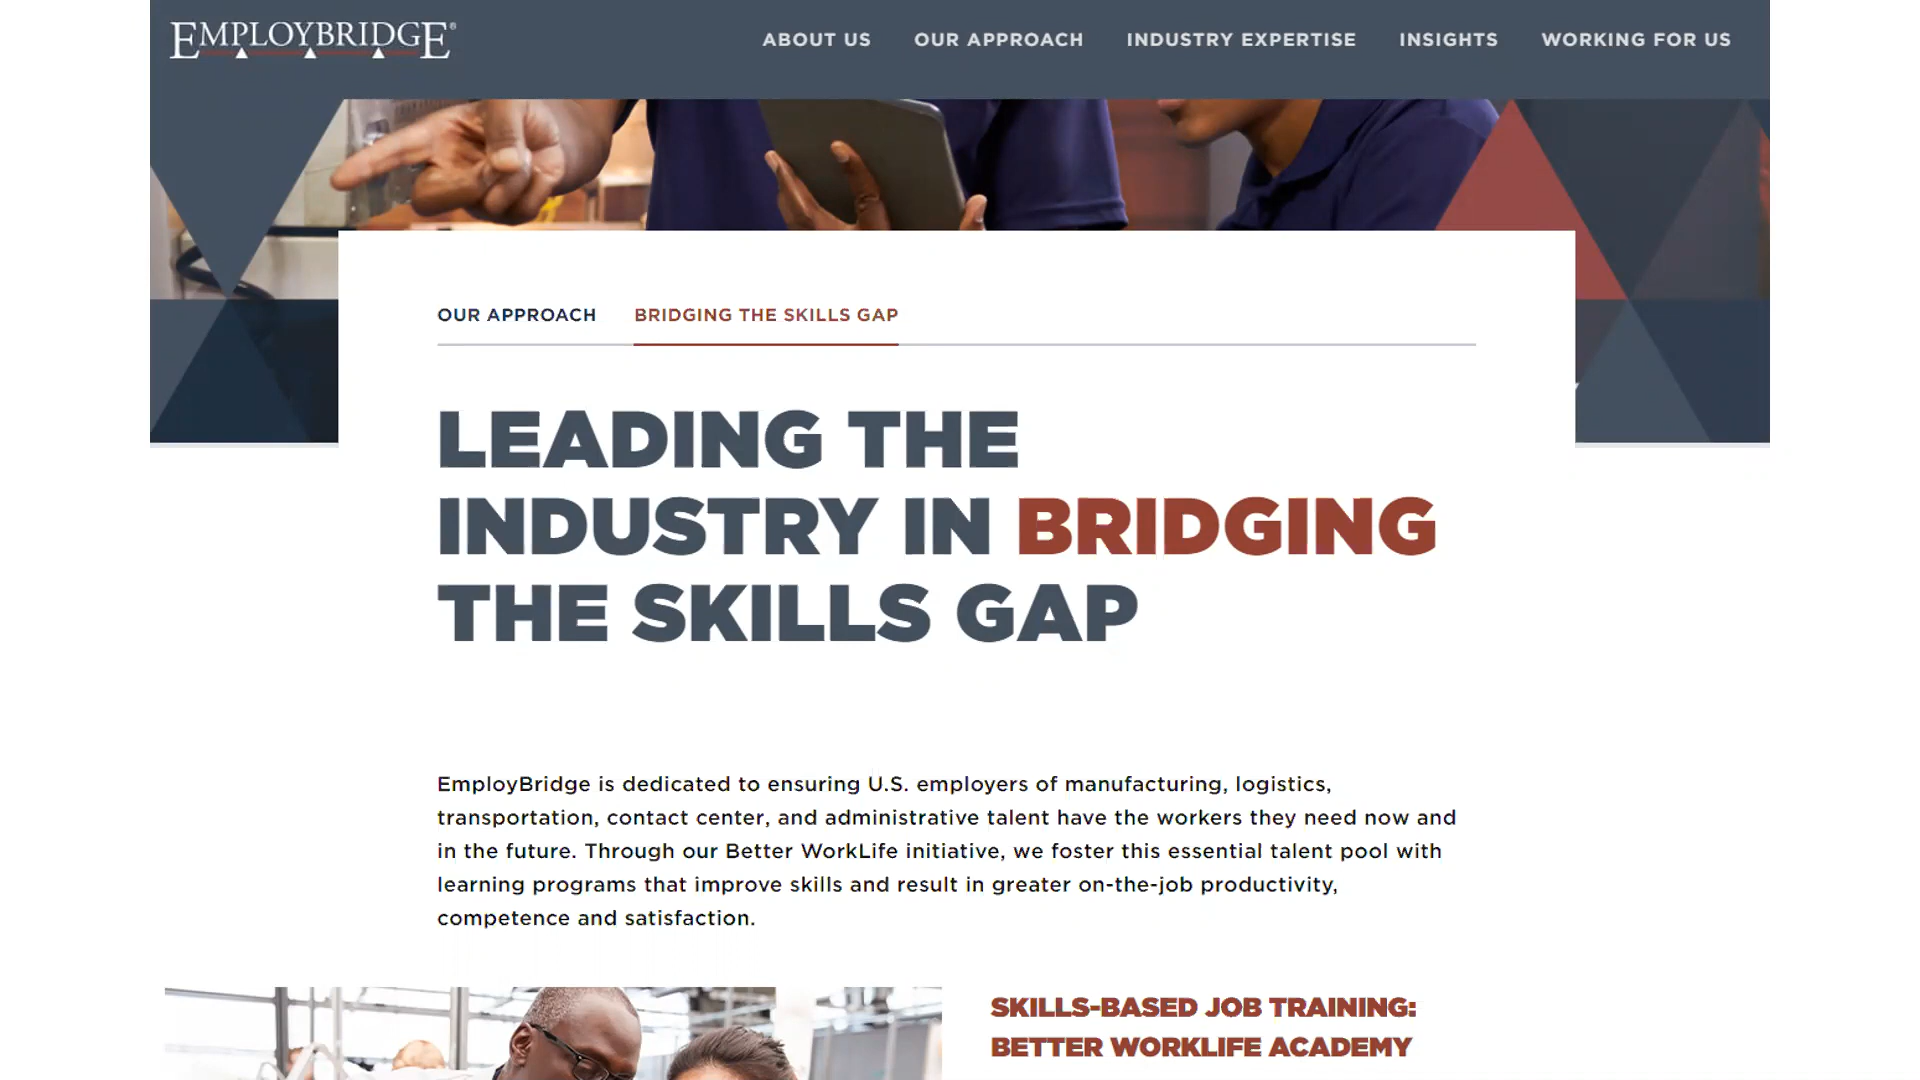 EMPLOYBRIDGE®
ABOUT US OUR APPROACH INDUSTRY EXPERTISE INSIGHTS WORKING FOR US
OUR APPROACH BRIDGING THE SKILLS GAP
LEADING THE
INDUSTRY IN BRIDGING
THE SKILLS GAP
EmployBridge is dedicated to ensuring U.S. employers of manufacturing, logistics,
transportation, contact center, and administrative talent have the workers they need now and
in the future. Through our Better WorkLife initiative, we foster this essential talent pool with
learning programs that improve skills and result in greater on-the-job productivity,
competence and satisfaction.
SKILLS-BASED JOB TRAINING:
BETTER WORKLIFE ACADEMY